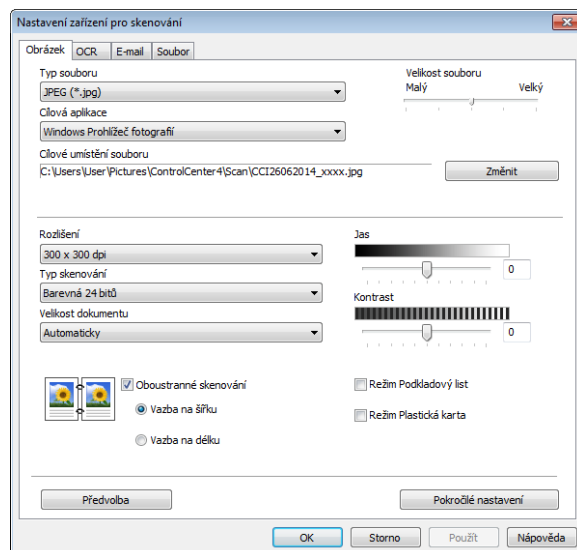 Nastavení zařízení pro skenování
Obrázek OCR E-mail Soubor
Typ souboru
JPEG (*.jpg)
Velikost souboru
Malý Velký
Cílová aplikace
Windows Prohlížeč fotografií
Cílové umístění souboru
C:\Users\User\Pictures\ControlCenter4\Scan\CCI26062014_xxxx.jpg
Změnit
Rozlišení
300 x 300 dpi
Typ skenování
Barevná 24 bitů
Velikost dokumentu
Automaticky
Jas
0
Kontrast
0
Oboustranné skenování
Vazba na šířku
Vazba na délku
Režim Podkladový list
Režim Plastická karta
Předvolba
Pokročilé nastavení
OK Storno Použít Nápověda